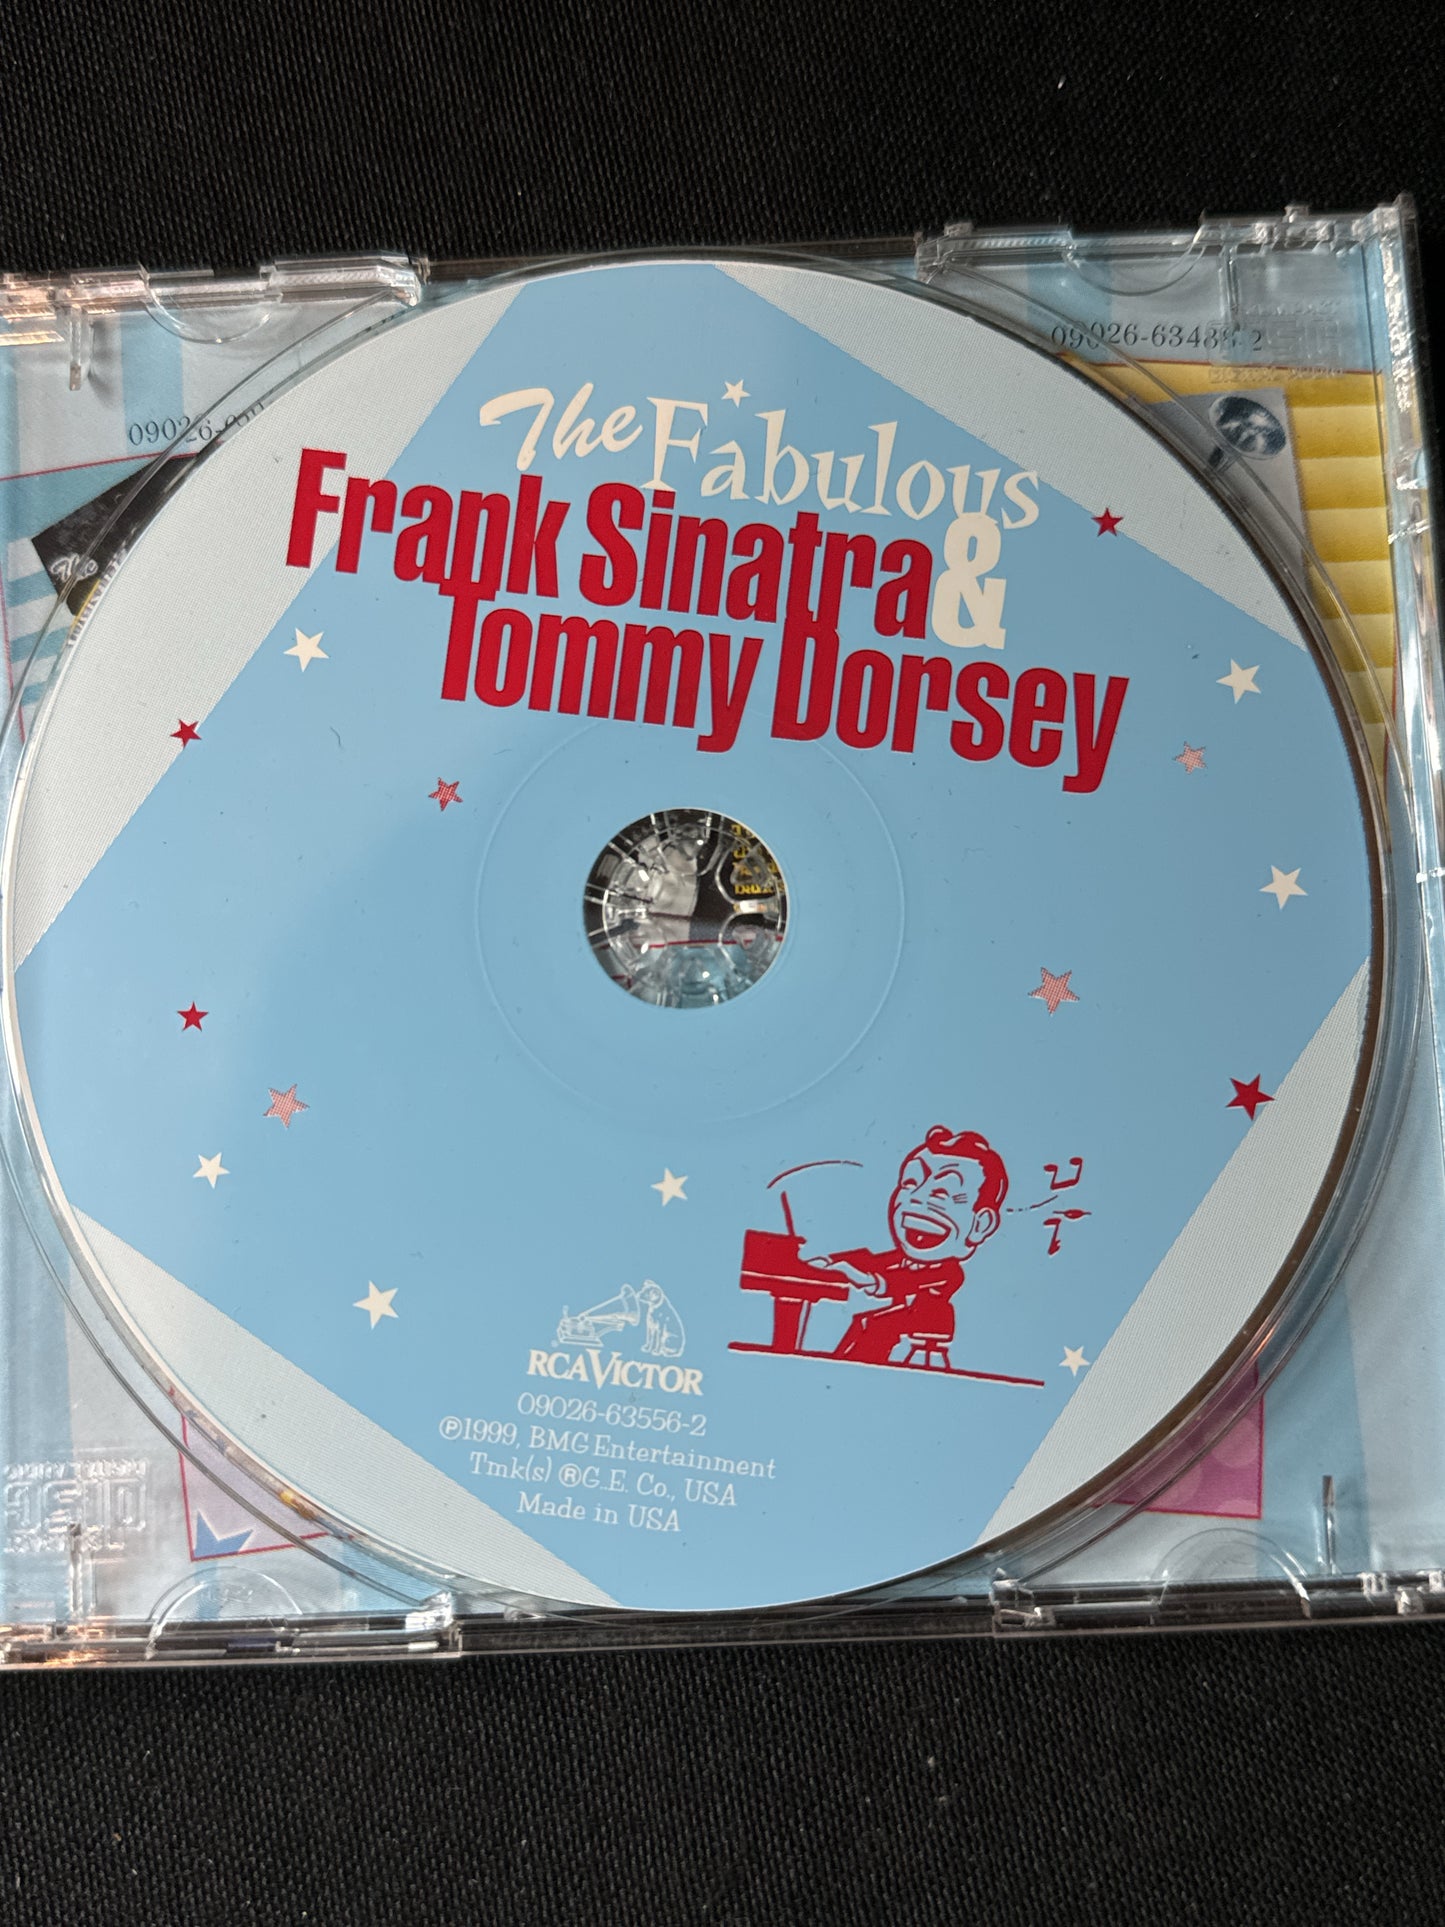 The Fabulous
Frank Sinatra &
Tommy Dorsey
RCA VICTOR
09026-63556-2
℗1999, BMG Entertainment
Tmk(s) ®G.E. Co., USA
Made in USA